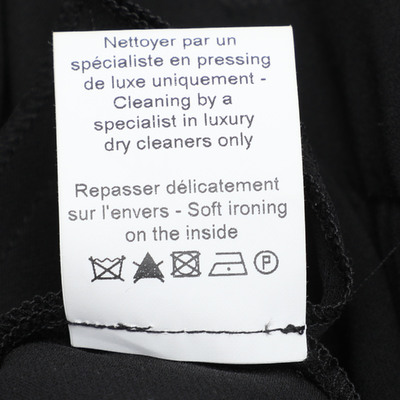 Nettoyer par un
spécialiste en pressing
de luxe uniquement -
Cleaning by a
specialist in luxury
dry cleaners only
Repasser délicatement
sur l'envers - Soft ironing
on the inside
P